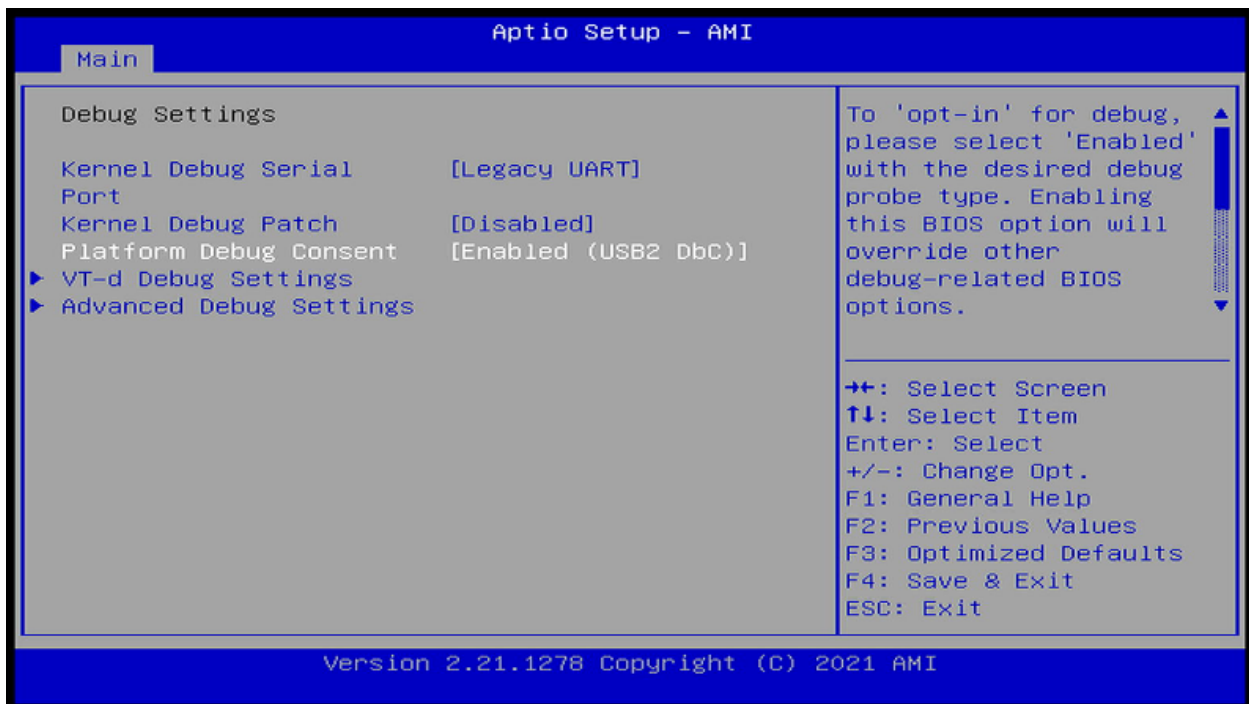 Aptio Setup – AMI
Main
Debug Settings
Kernel Debug Serial Port [Legacy UART]
Kernel Debug Patch [Disabled]
Platform Debug Consent [Enabled (USB2 DbC)]
▶ VT-d Debug Settings
▶ Advanced Debug Settings
To 'opt-in' for debug,
please select 'Enabled'
with the desired debug
probe type. Enabling
this BIOS option will
override other
debug-related BIOS
options.
→←: Select Screen
↑↓: Select Item
Enter: Select
+/-: Change Opt.
F1: General Help
F2: Previous Values
F3: Optimized Defaults
F4: Save & Exit
ESC: Exit
Version 2.21.1278 Copyright (C) 2021 AMI